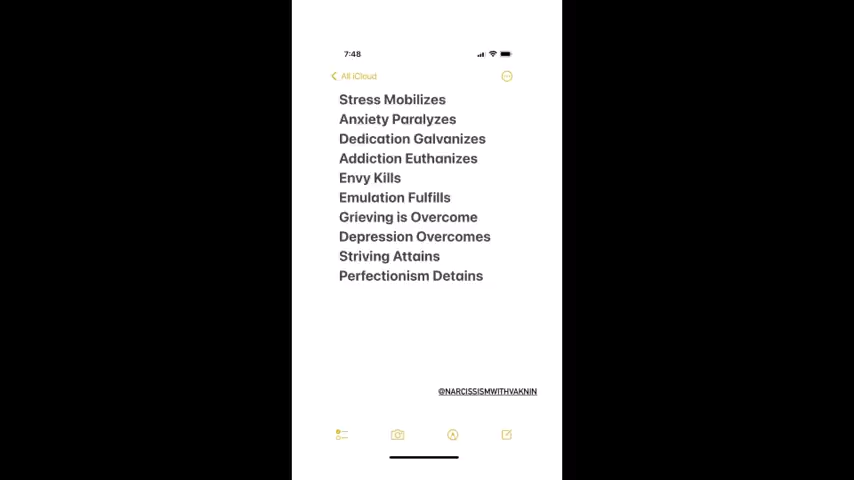 7:48
All iCloud
Stress Mobilizes
Anxiety Paralyzes
Dedication Galvanizes
Addiction Euthanizes
Envy Kills
Emulation Fulfills
Grieving is Overcome
Depression Overcomes
Striving Attains
Perfectionism Detains
@NARCISSISMWITHVAKNIN